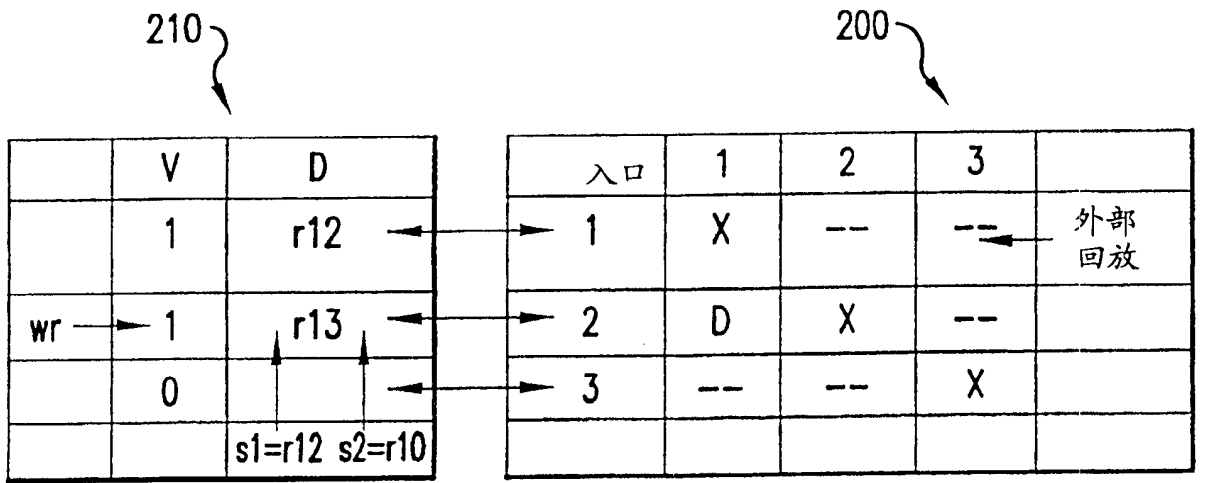 210
200
V D
1 r12
wr 1 r13
0
s1=r12 s2=r10
入口 1 2 3
1 X -- -- 外部
回放
2 D X --
3 -- -- X